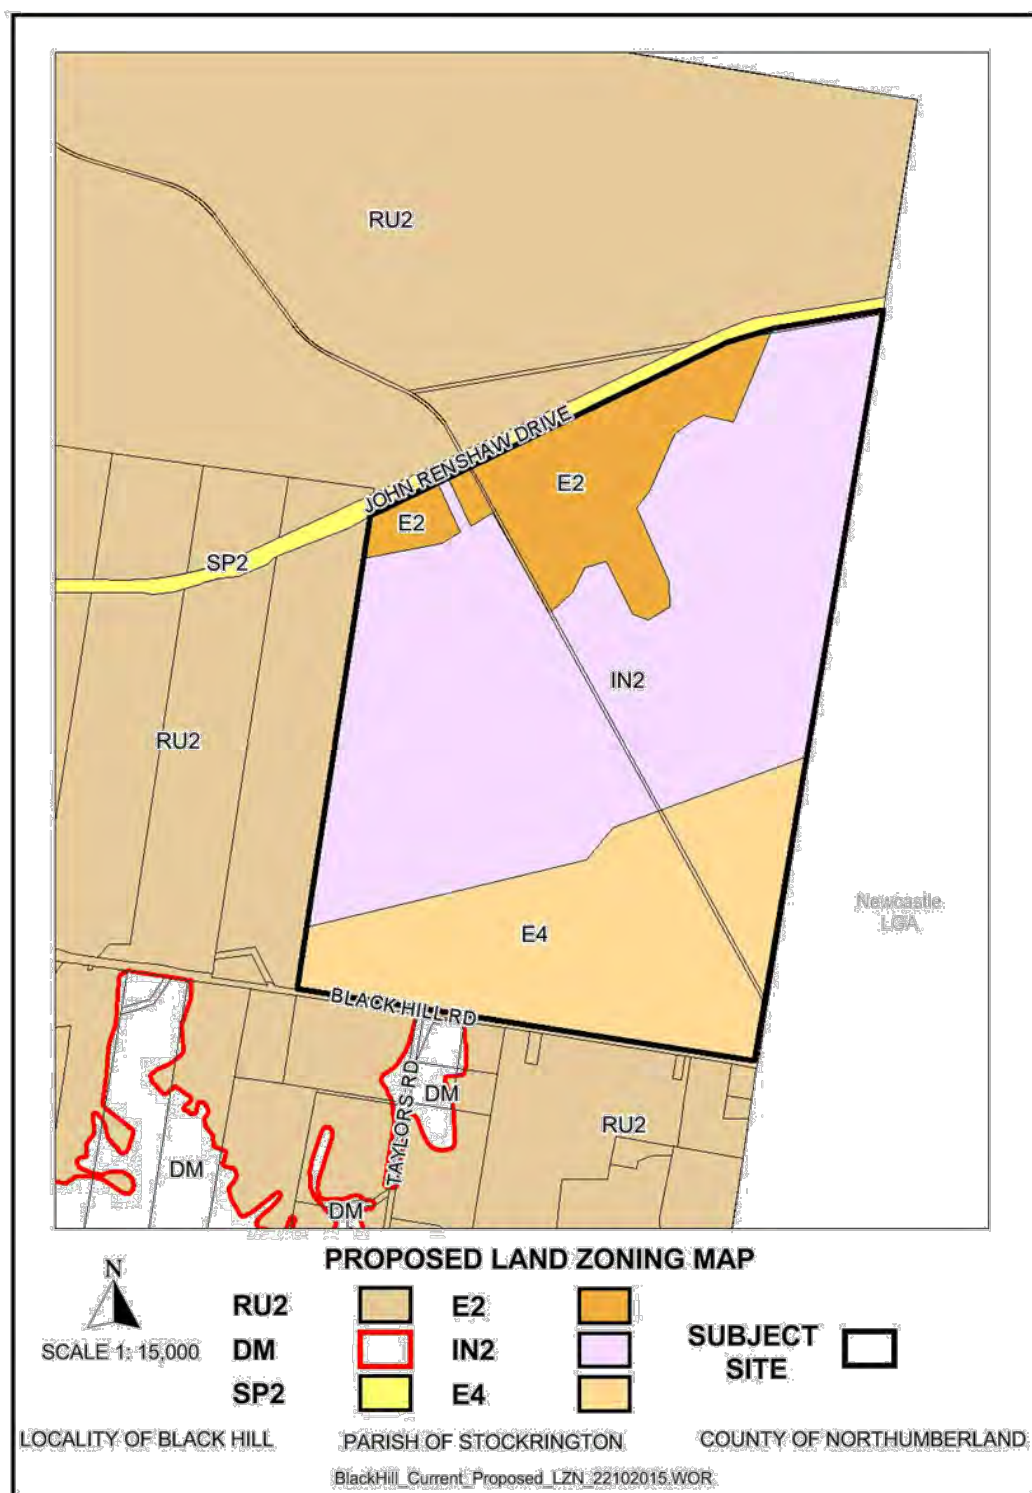 RU2
JOHN RENSHAW DRIVE
E2
E2
SP2
IN2
RU2
Newcastle
LGA
E4
BLACK HILL RD
TAYLORS RD
DM
RU2
DM
DM
PROPOSED LAND ZONING MAP
N
SCALE 1: 15,000
RU2
E2
DM
IN2
SP2
E4
SUBJECT
SITE
LOCALITY OF BLACK HILL
PARISH OF STOCKRINGTON
COUNTY OF NORTHUMBERLAND
BlackHill_Current_Proposed_LZN_22102015.WOR